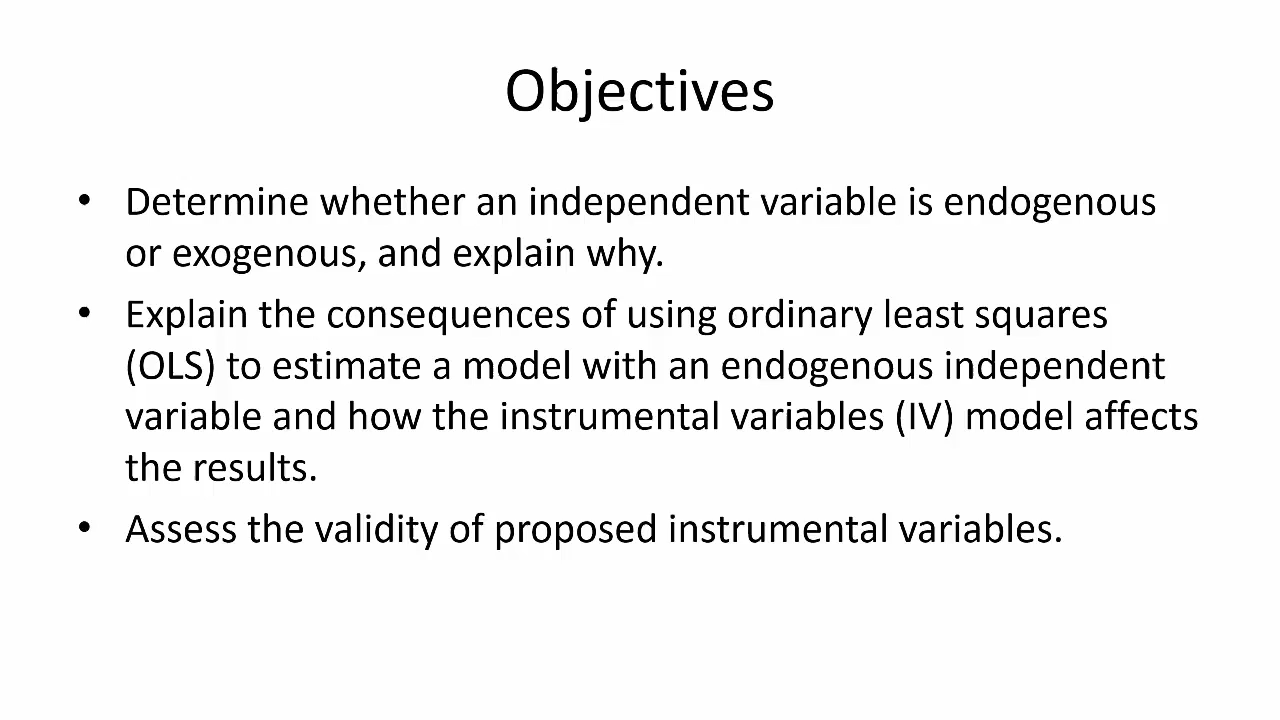 Objectives
• Determine whether an independent variable is endogenous
or exogenous, and explain why.
• Explain the consequences of using ordinary least squares
(OLS) to estimate a model with an endogenous independent
variable and how the instrumental variables (IV) model affects
the results.
• Assess the validity of proposed instrumental variables.